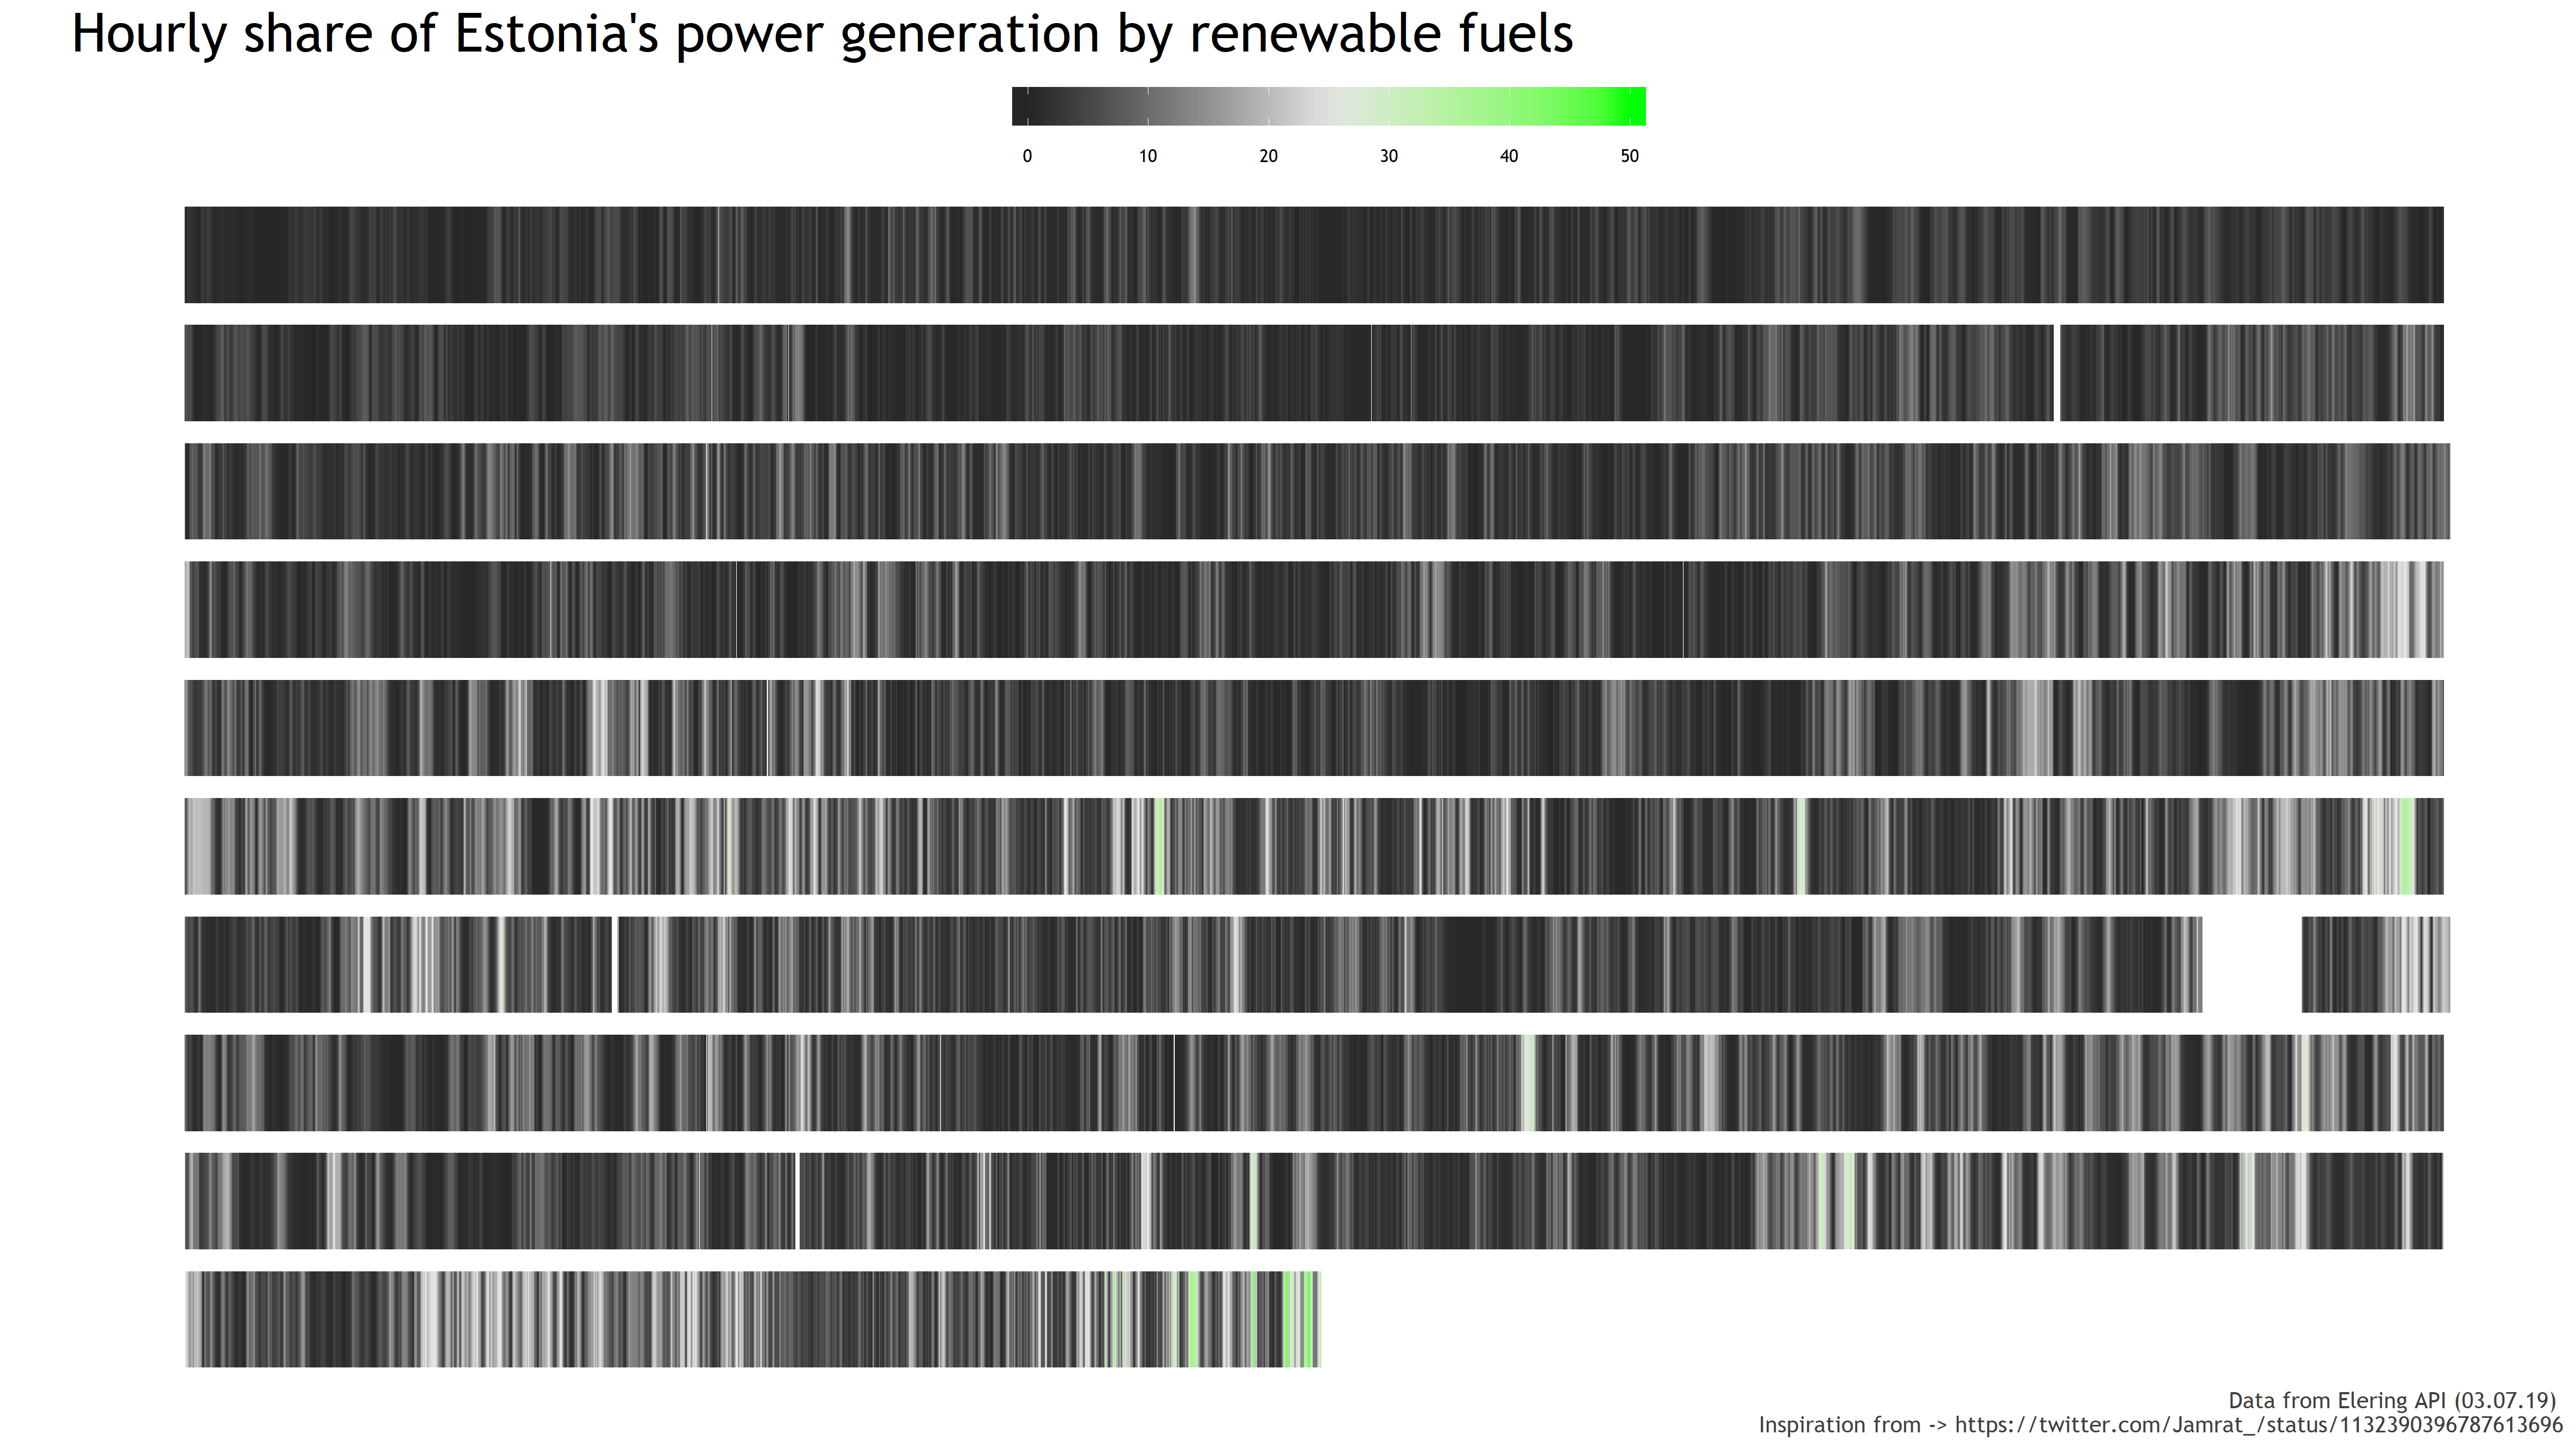 Hourly share of Estonia's power generation by renewable fuels
0 10 20 30 40 50
Data from Elering API (03.07.19)
Inspiration from -> https://twitter.com/Jamrat_/status/1132390396787613696